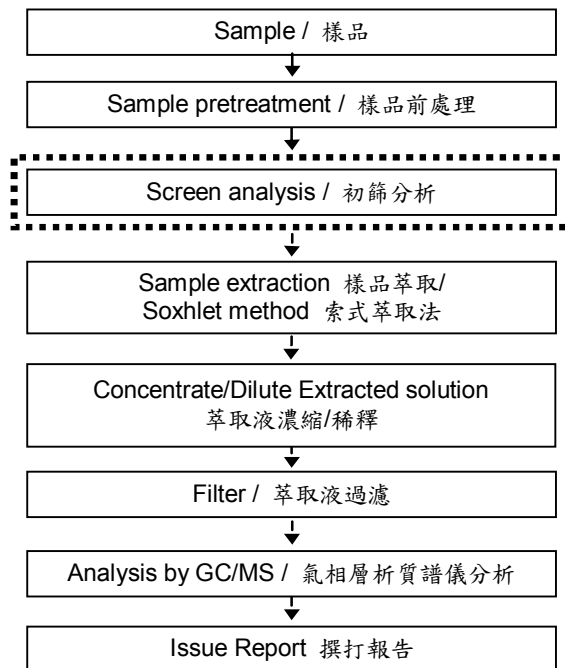 Sample / 樣品
Sample pretreatment / 樣品前處理
Screen analysis / 初篩分析
Sample extraction 樣品萃取/
Soxhlet method 索式萃取法
Concentrate/Dilute Extracted solution
萃取液濃縮/稀釋
Filter / 萃取液過濾
Analysis by GC/MS / 氣相層析質譜儀分析
Issue Report 撰打報告